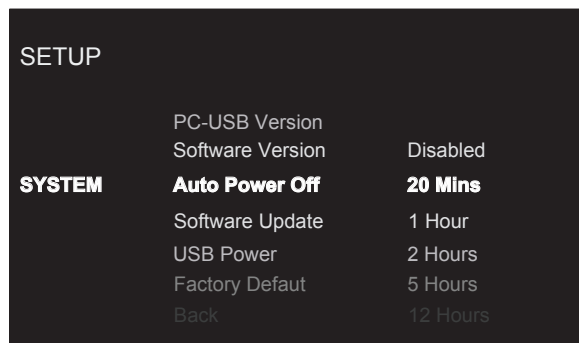 SETUP
PC-USB Version
Software Version Disabled
SYSTEM Auto Power Off 20 Mins
Software Update 1 Hour
USB Power 2 Hours
Factory Defaut 5 Hours
Back 12 Hours